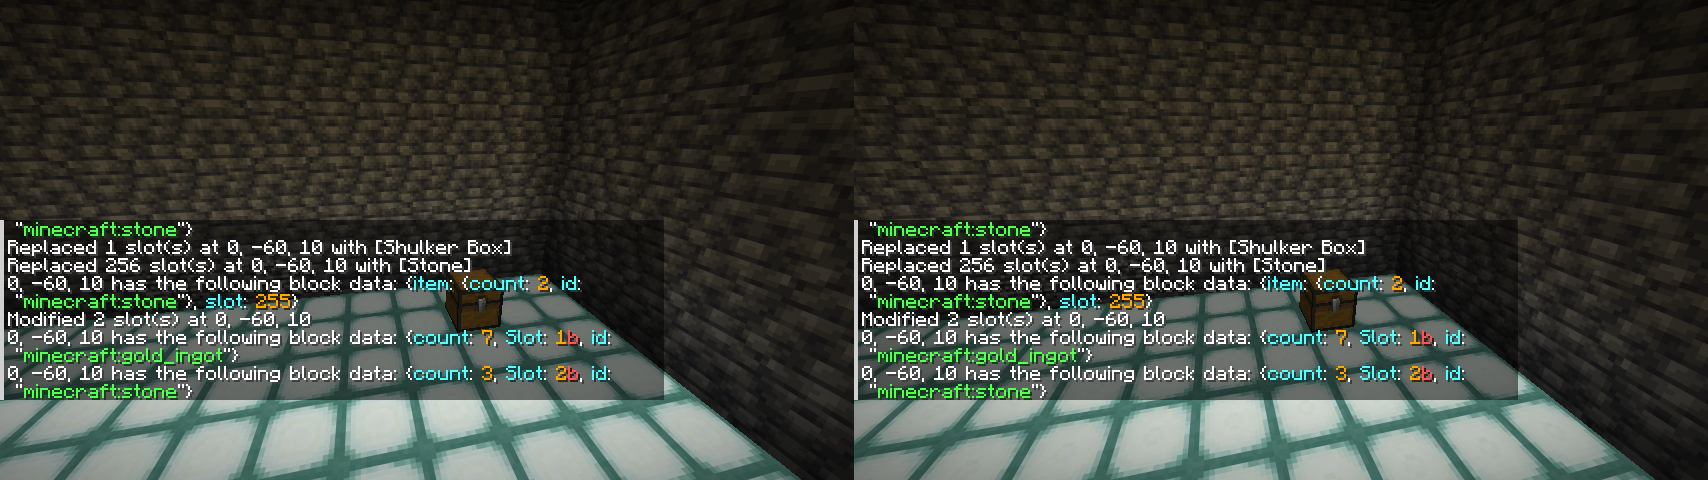 "minecraft:stone"}
Replaced 1 slot(s) at 0, -60, 10 with [Shulker Box]
Replaced 256 slot(s) at 0, -60, 10 with [Stone]
0, -60, 10 has the following block data: {item: {count: 2, id:
"minecraft:stone"}, slot: 255}
Modified 2 slot(s) at 0, -60, 10
0, -60, 10 has the following block data: {count: 7, Slot: 1b, id:
"minecraft:gold_ingot"}
0, -60, 10 has the following block data: {count: 3, Slot: 2b, id:
"minecraft:stone"}
"minecraft:stone"}
Replaced 1 slot(s) at 0, -60, 10 with [Shulker Box]
Replaced 256 slot(s) at 0, -60, 10 with [Stone]
0, -60, 10 has the following block data: {item: {count: 2, id:
"minecraft:stone"}, slot: 255}
Modified 2 slot(s) at 0, -60, 10
0, -60, 10 has the following block data: {count: 7, Slot: 1b, id:
"minecraft:gold_ingot"}
0, -60, 10 has the following block data: {count: 3, Slot: 2b, id:
"minecraft:stone"}